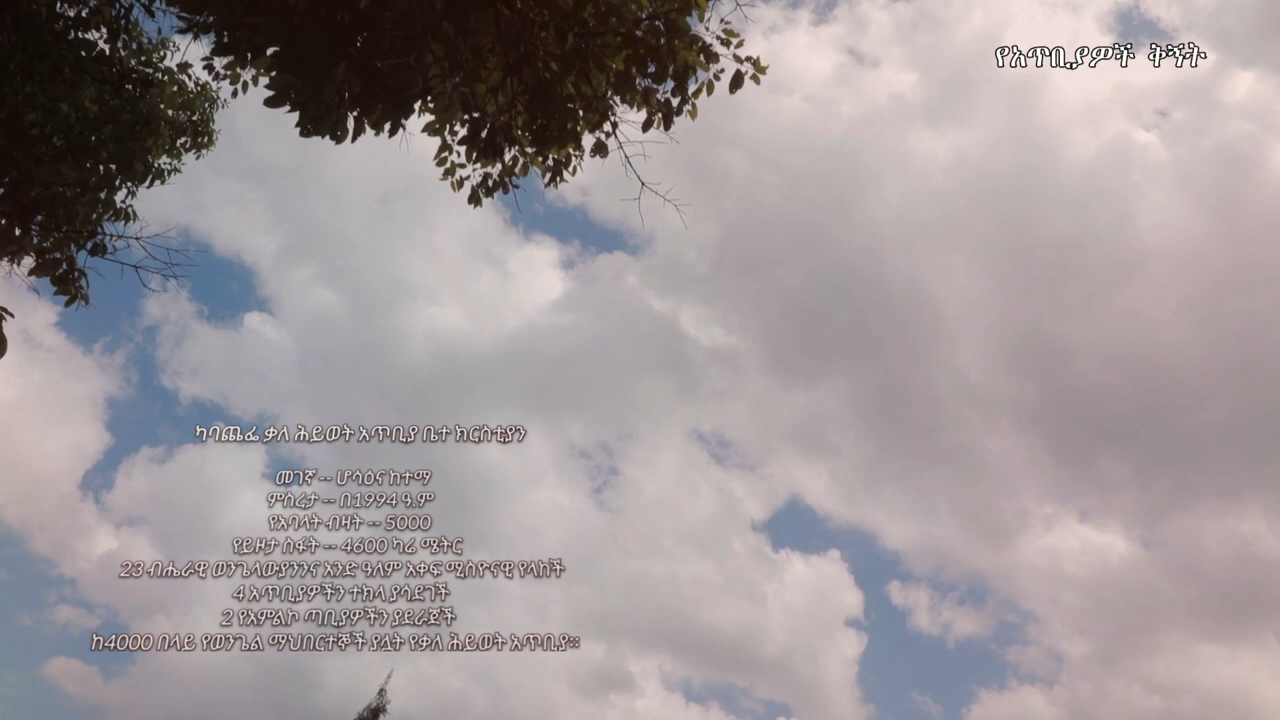 የአጥቢያዎች ቅኝት
ካባጨፌ ቃለ ሕይወት አጥቢያ ቤተ ክርስቲያን
መገኛ -- ሆሳዕና ከተማ
ምስረታ -- በ1994 ዓ.ም
የአባላት ብዛት -- 5000
የይዞታ ስፋት -- 4600 ካሬ ሜትር
23 ብሔራዊ ወንጌላውያንንና አንድ ዓለም አቀፍ ሚስዮናዊ የላከች
4 አጥቢያዎችን ተክላ ያሳደገች
2 የአምልኮ ጣቢያዎችን ያደራጀች
ከ4000 በላይ የወንጌል ማህበርተኞች ያሏት የቃለ ሕይወት አጥቢያ።